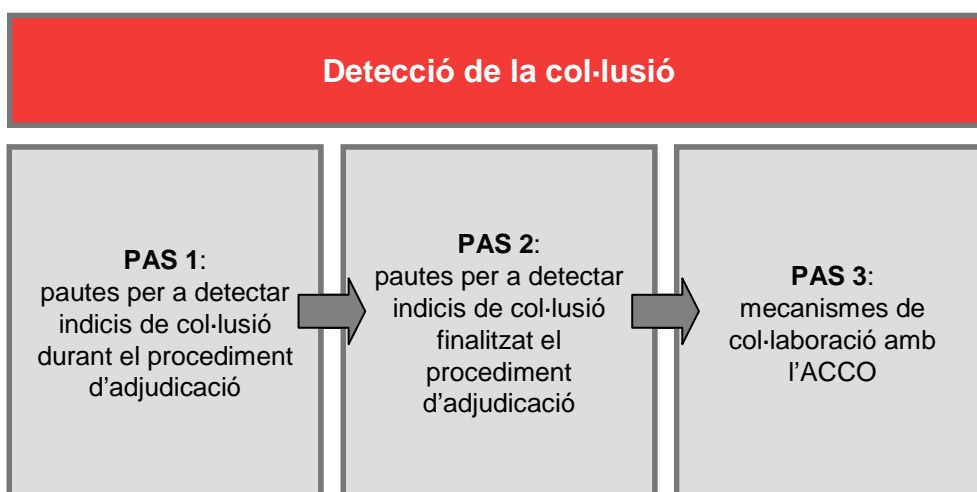 Detecció de la col·lusió
PAS 1:
pautes per a detectar
indicis de col·lusió
durant el procediment
d'adjudicació
PAS 2:
pautes per a detectar
indicis de col·lusió
finalitzat el
procediment
d'adjudicació
PAS 3:
mecanismes de
col·laboració amb
l'ACCO